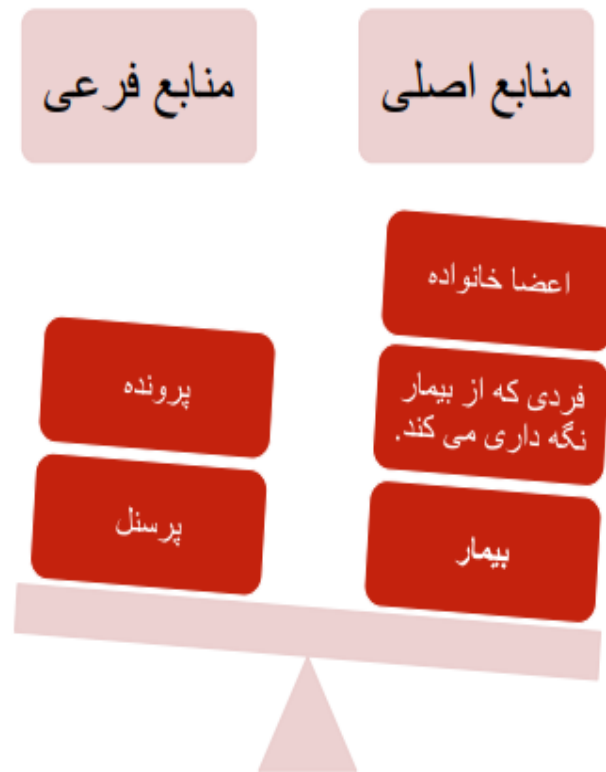 منابع اصلی
منابع فرعی
اعضا خانواده
فردی که از بیمار
نگه داری می کند.
بیمار
پرونده
پرسنل